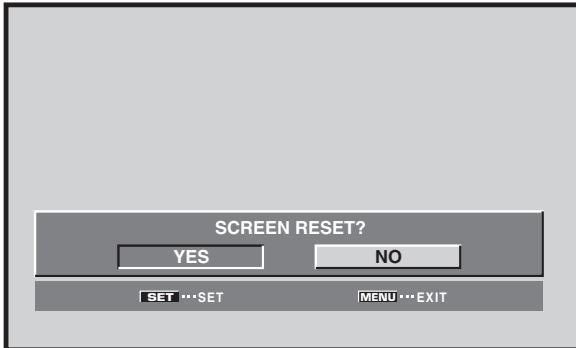 SCREEN RESET?
YES NO
SET ···SET MENU ···EXIT